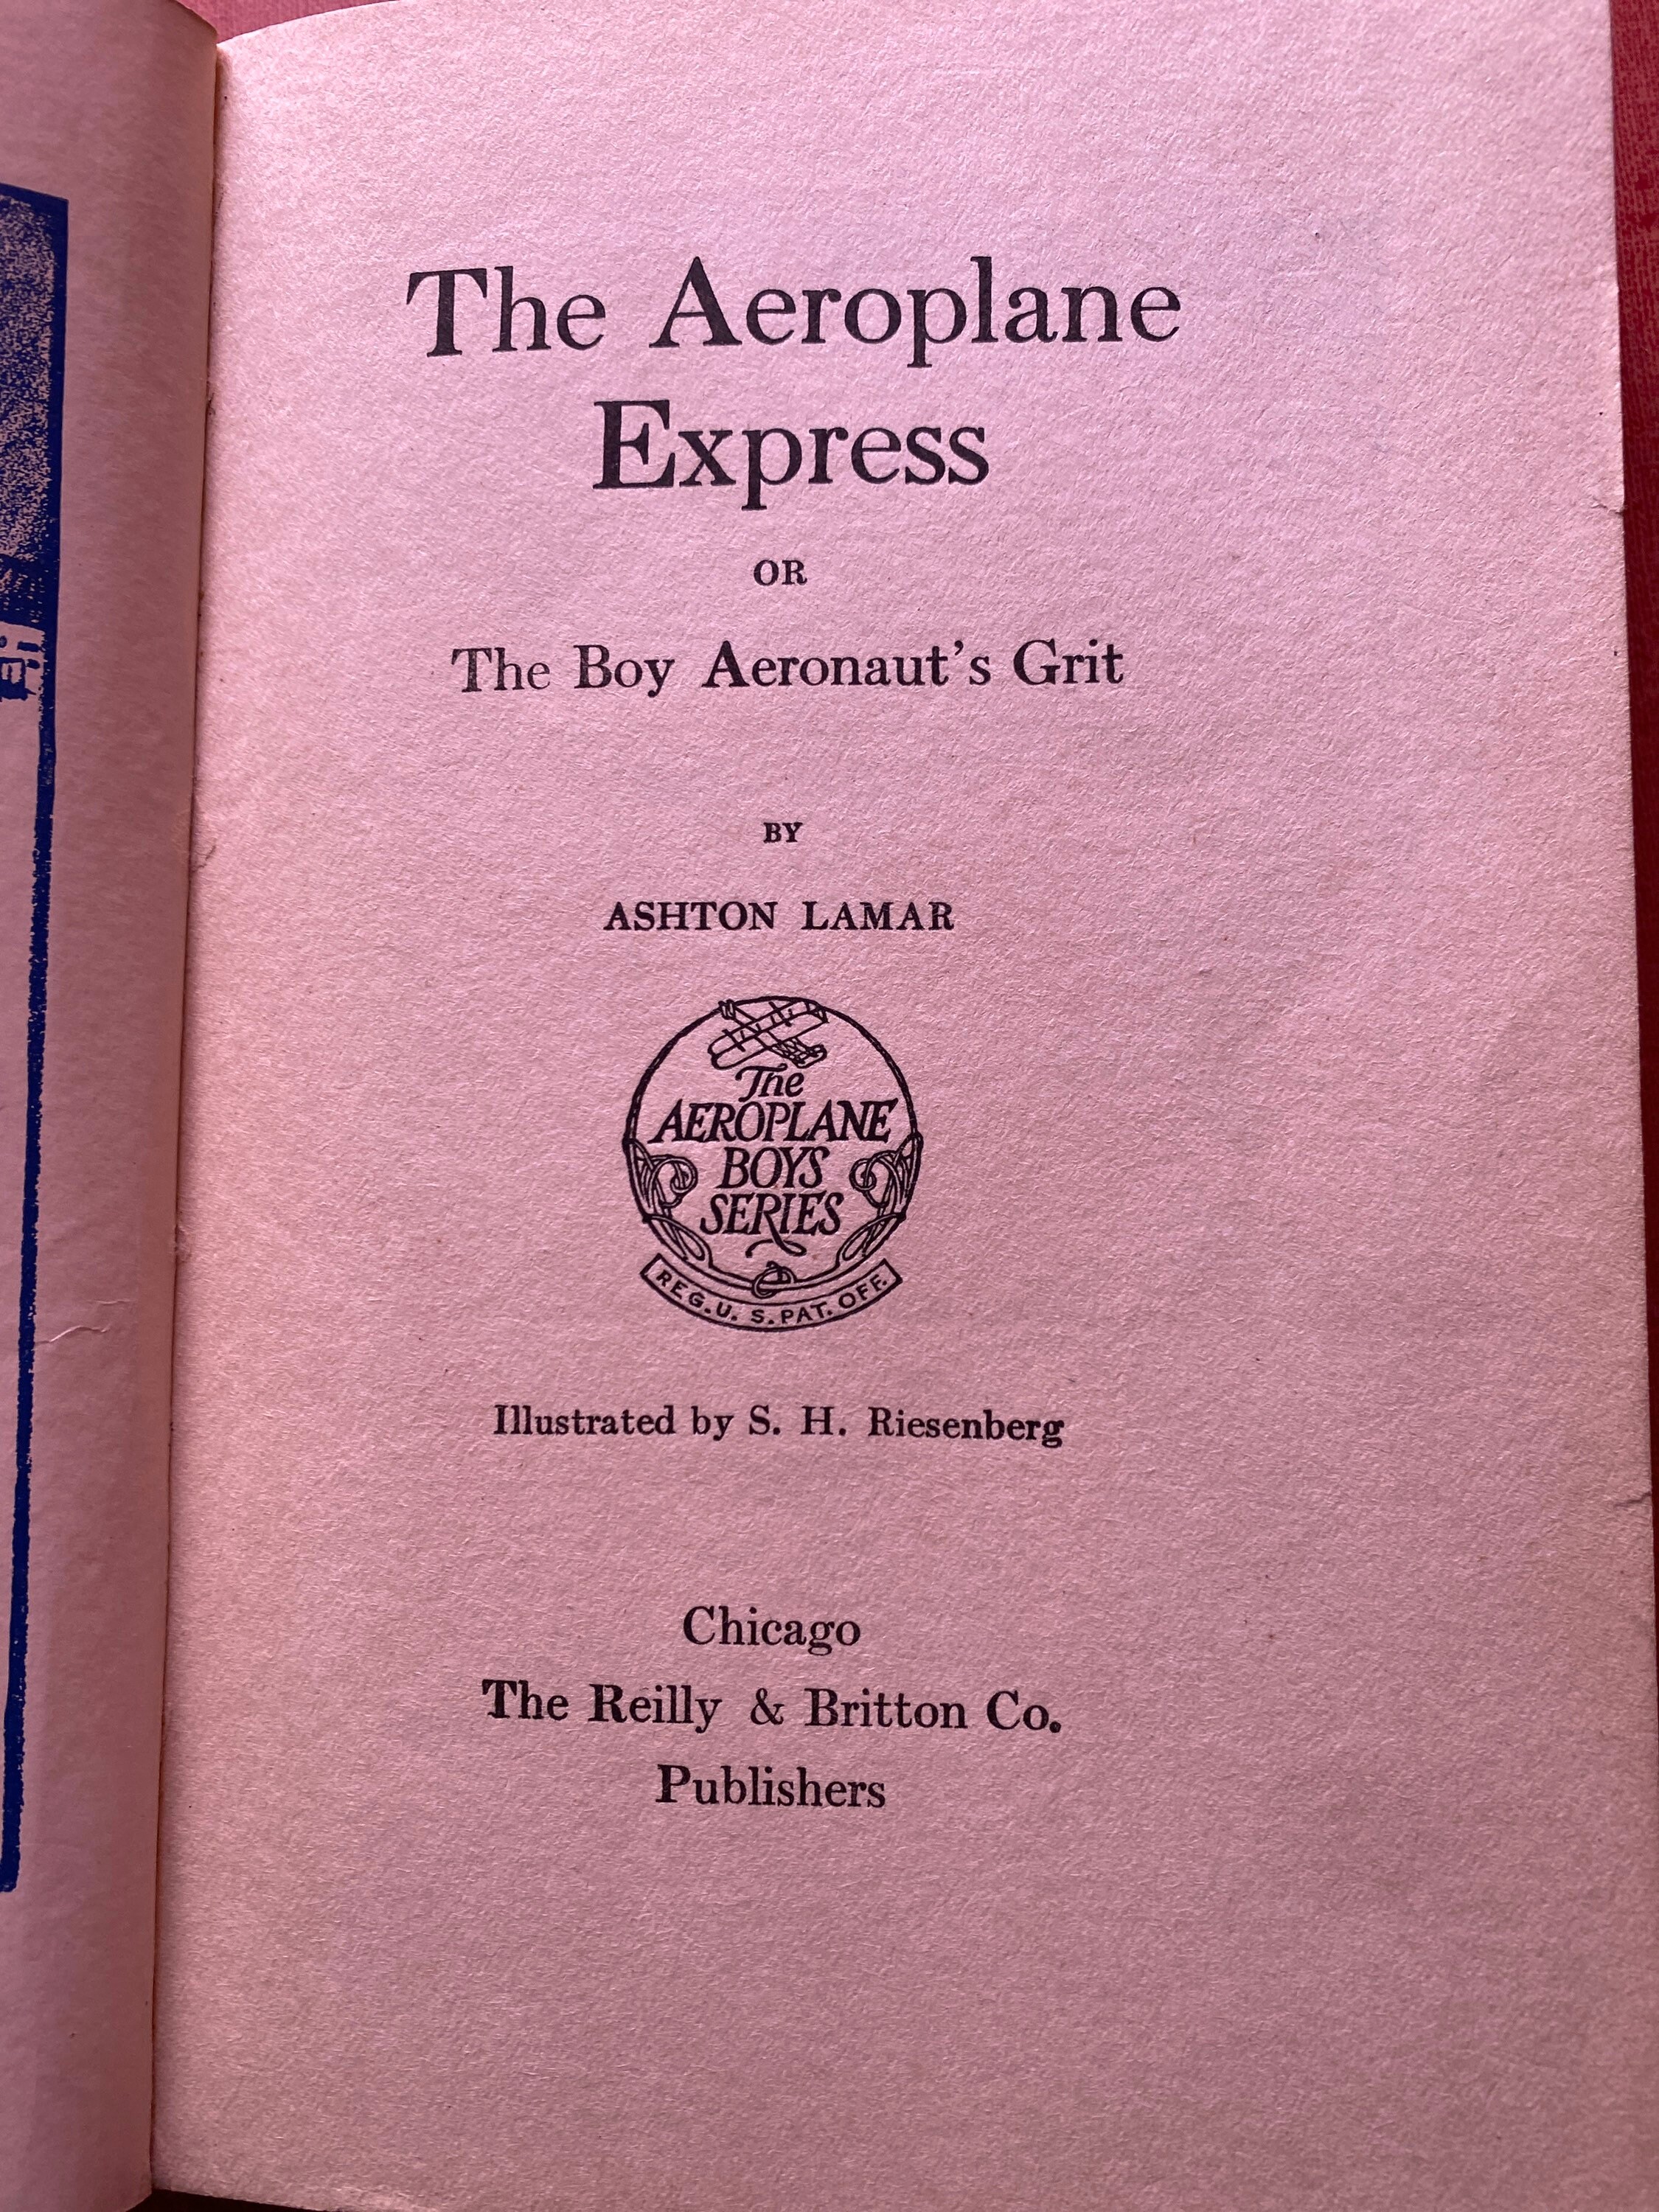 The Aeroplane
Express
OR
The Boy Aeronaut's Grit
BY
ASHTON LAMAR
The
AEROPLANE
BOYS
SERIES
REG. U. S. PAT. OFF.
Illustrated by S. H. Riesenberg
Chicago
The Reilly & Britton Co.
Publishers